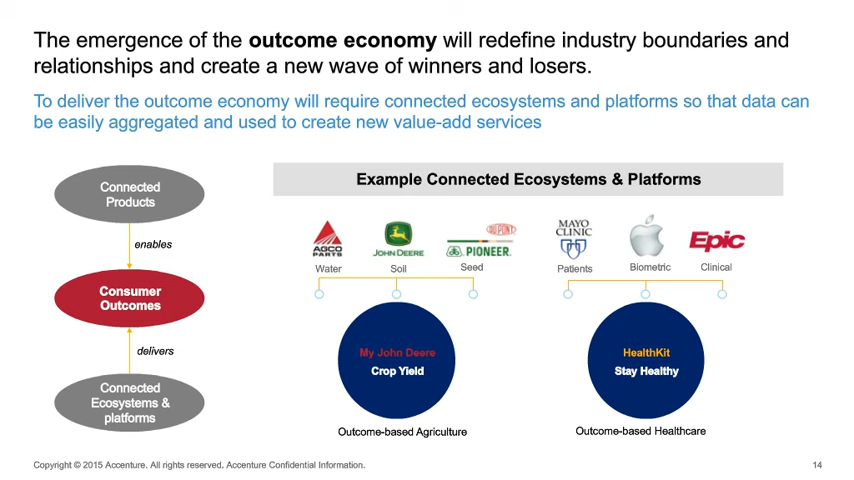 The emergence of the outcome economy will redefine industry boundaries and
relationships and create a new wave of winners and losers.
To deliver the outcome economy will require connected ecosystems and platforms so that data can
be easily aggregated and used to create new value-add services
Connected
Products
enables
Consumer
Outcomes
delivers
Connected
Ecosystems &
platforms
Example Connected Ecosystems & Platforms
AGCO
PARTS
Water
JOHN DEERE
Soil
DU PONT
PIONEER.
Seed
MAYO
CLINIC
Patients
Biometric
Epic
Clinical
My John Deere
Crop Yield
Outcome-based Agriculture
HealthKit
Stay Healthy
Outcome-based Healthcare
Copyright © 2015 Accenture. All rights reserved. Accenture Confidential Information.
14